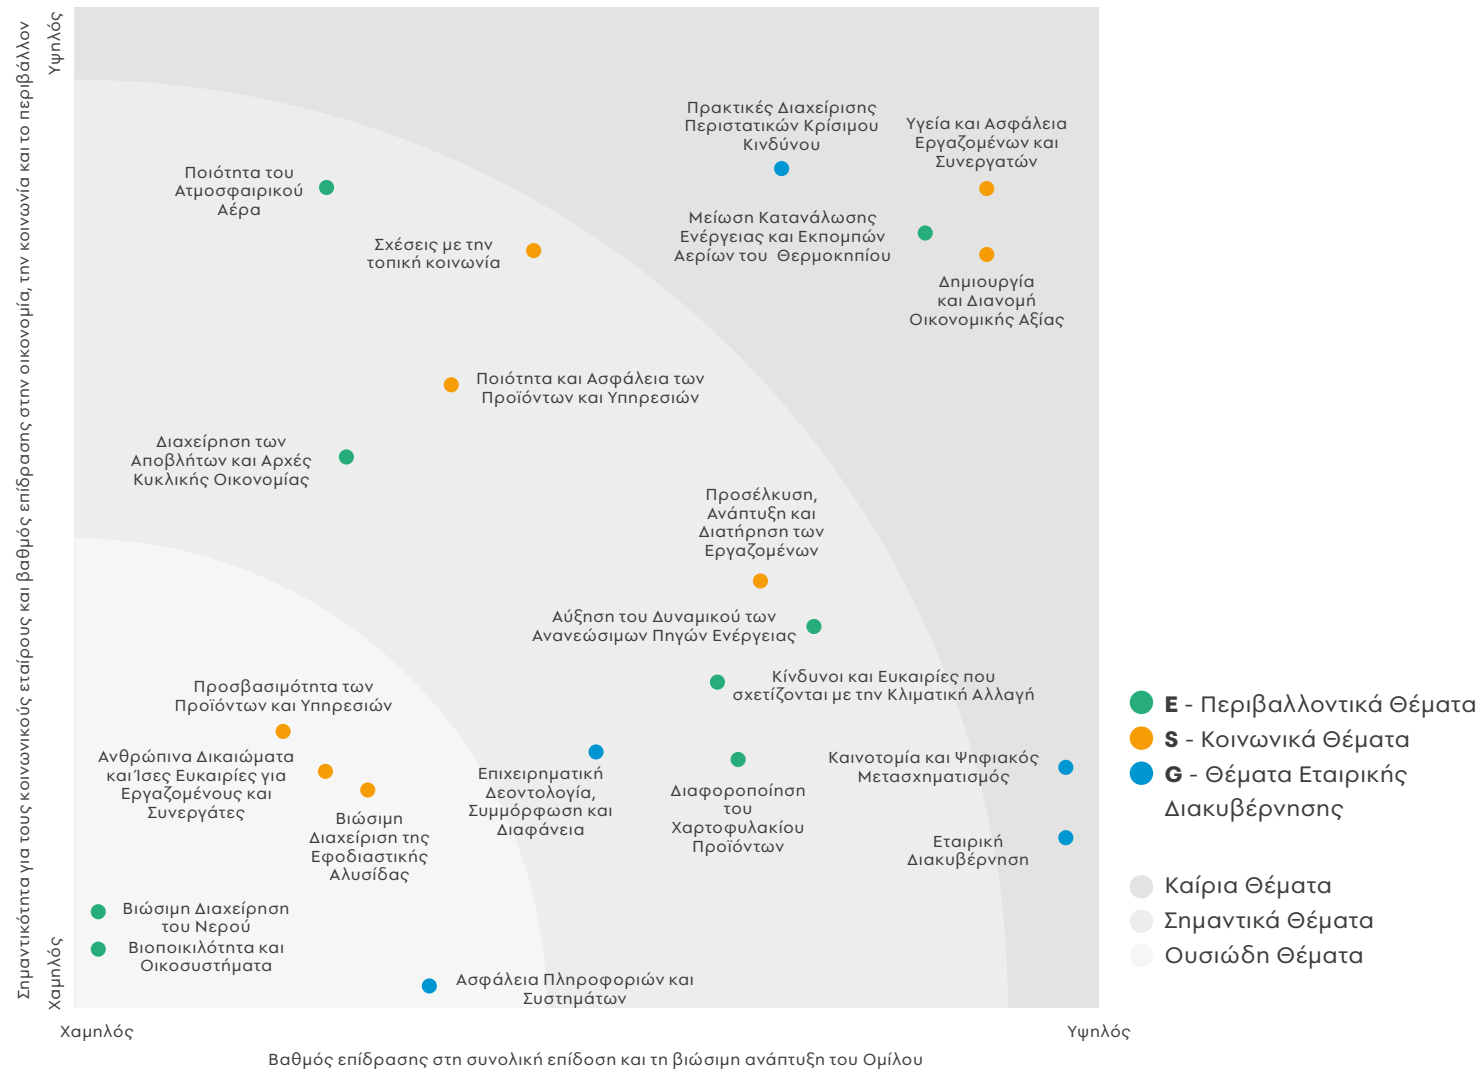 Σημαντικότητα για τους κοινωνικούς εταίρους και βαθμός επίδρασης στην οικονομία, την κοινωνία και το περιβάλλον
Υψηλός
Χαμηλός
Πρακτικές Διαχείρισης
Περιστατικών Κρίσιμου
Κινδύνου
Υγεία και Ασφάλεια
Εργαζομένων και
Συνεργατών
Ποιότητα του
Ατμοσφαιρικού
Αέρα
Σχέσεις με την
τοπική κοινωνία
Μείωση Κατανάλωσης
Ενέργειας και Εκπομπών
Αερίων του Θερμοκηπίου
Δημιουργία
και Διανομή
Οικονομικής Αξίας
Ποιότητα και Ασφάλεια των
Προϊόντων και Υπηρεσιών
Διαχείρηση των
Αποβλήτων και Αρχές
Κυκλικής Οικονομίας
Προσέλκυση,
Ανάπτυξη και
Διατήρηση των
Εργαζομένων
Αύξηση του Δυναμικού των
Ανανεώσιμων Πηγών Ενέργειας
Κίνδυνοι και Ευκαιρίες που
σχετίζονται με την Κλιματική Αλλαγή
Προσβασιμότητα των
Προϊόντων και Υπηρεσιών
Ανθρώπινα Δικαιώματα
και Ίσες Ευκαιρίες για
Εργαζομένους και
Συνεργάτες
Βιώσιμη
Διαχείριση της
Εφοδιαστικής
Αλυσίδας
Επιχειρηματική
Δεοντολογία,
Συμμόρφωση και
Διαφάνεια
Διαφοροποίηση
του
Χαρτοφυλακίου
Προϊόντων
Καινοτομία και Ψηφιακός
Μετασχηματισμός
Εταιρική
Διακυβέρνηση
Βιώσιμη Διαχείρηση
του Νερού
Βιοποικιλότητα και
Οικοσυστήματα
Ασφάλεια Πληροφοριών και
Συστημάτων
Χαμηλός
Υψηλός
Βαθμός επίδρασης στη συνολική επίδοση και τη βιώσιμη ανάπτυξη του Ομίλου
E - Περιβαλλοντικά Θέματα
S - Κοινωνικά Θέματα
G - Θέματα Εταιρικής
Διακυβέρνησης
Καίρια Θέματα
Σημαντικά Θέματα
Ουσιώδη Θέματα